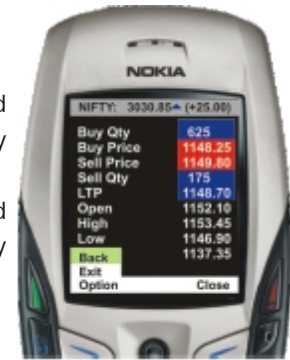 d
y
d
y
NOKIA
NIFTY: 3030.85 (+25.00)
Buy Qty 625
Buy Price 1148.25
Sell Price 1149.80
Sell Qty 175
LTP 1148.70
Open 1152.10
High 1153.45
Low 1146.90
Back 1137.35
Exit
Option Close